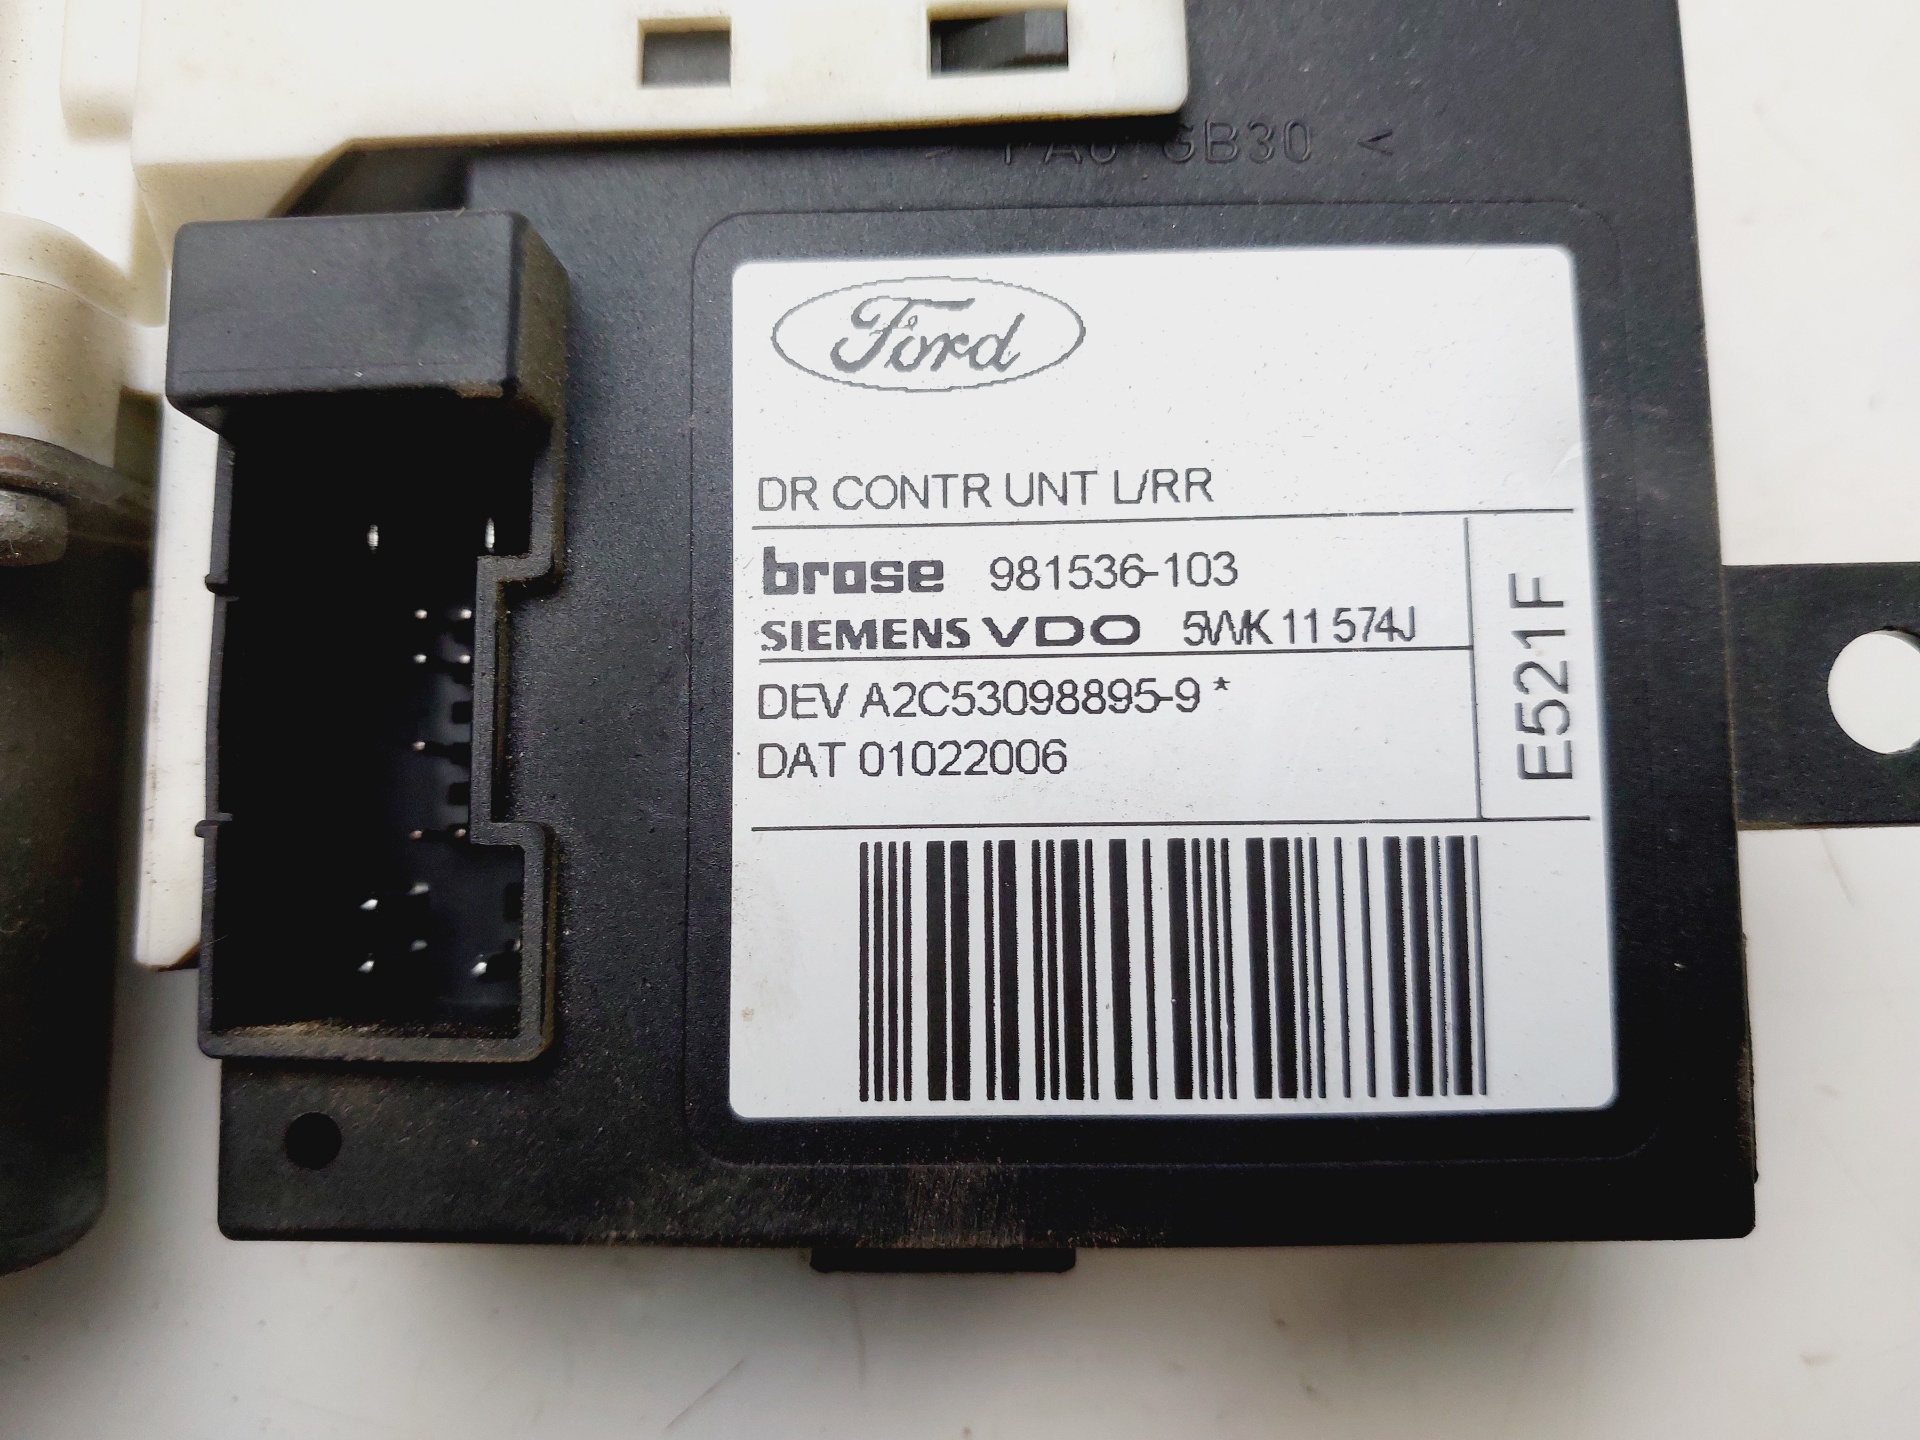 GB30 <
Ford
DR CONTR UNT L/RR
brose 981536-103
SIEMENS VDO 5WK 11 574J
DEV A2C53098895-9 *
DAT 01022006
E521F